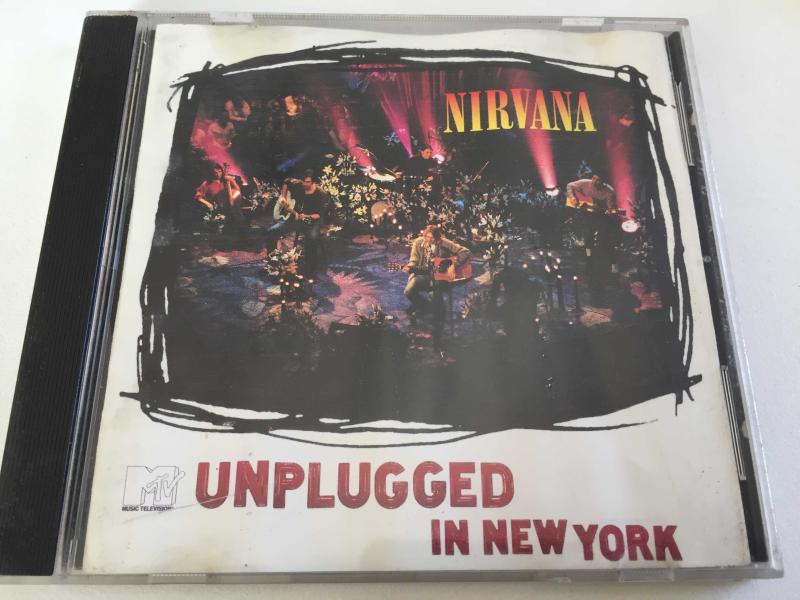 NIRVANA
MTV
MUSIC TELEVISION
UNPLUGGED
IN NEW YORK